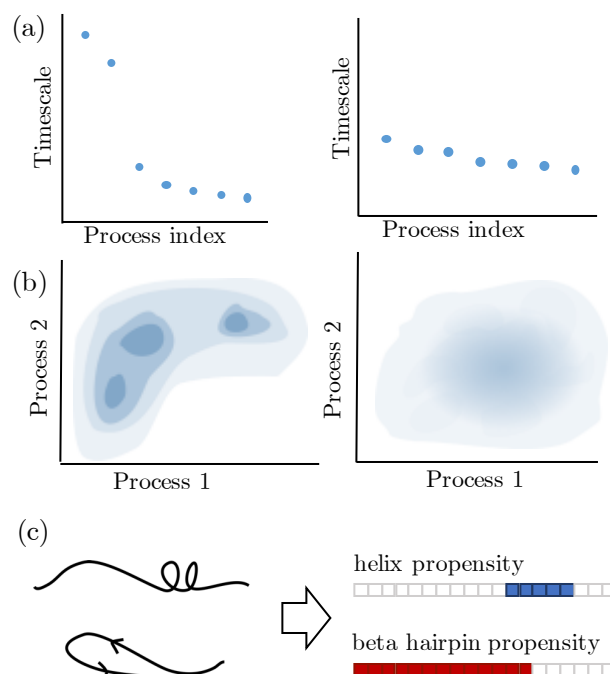 (a)
Timescale
Process index
Timescale
Process index
(b)
Process 2
Process 1
Process 2
Process 1
(c)
helix propensity
beta hairpin propensity